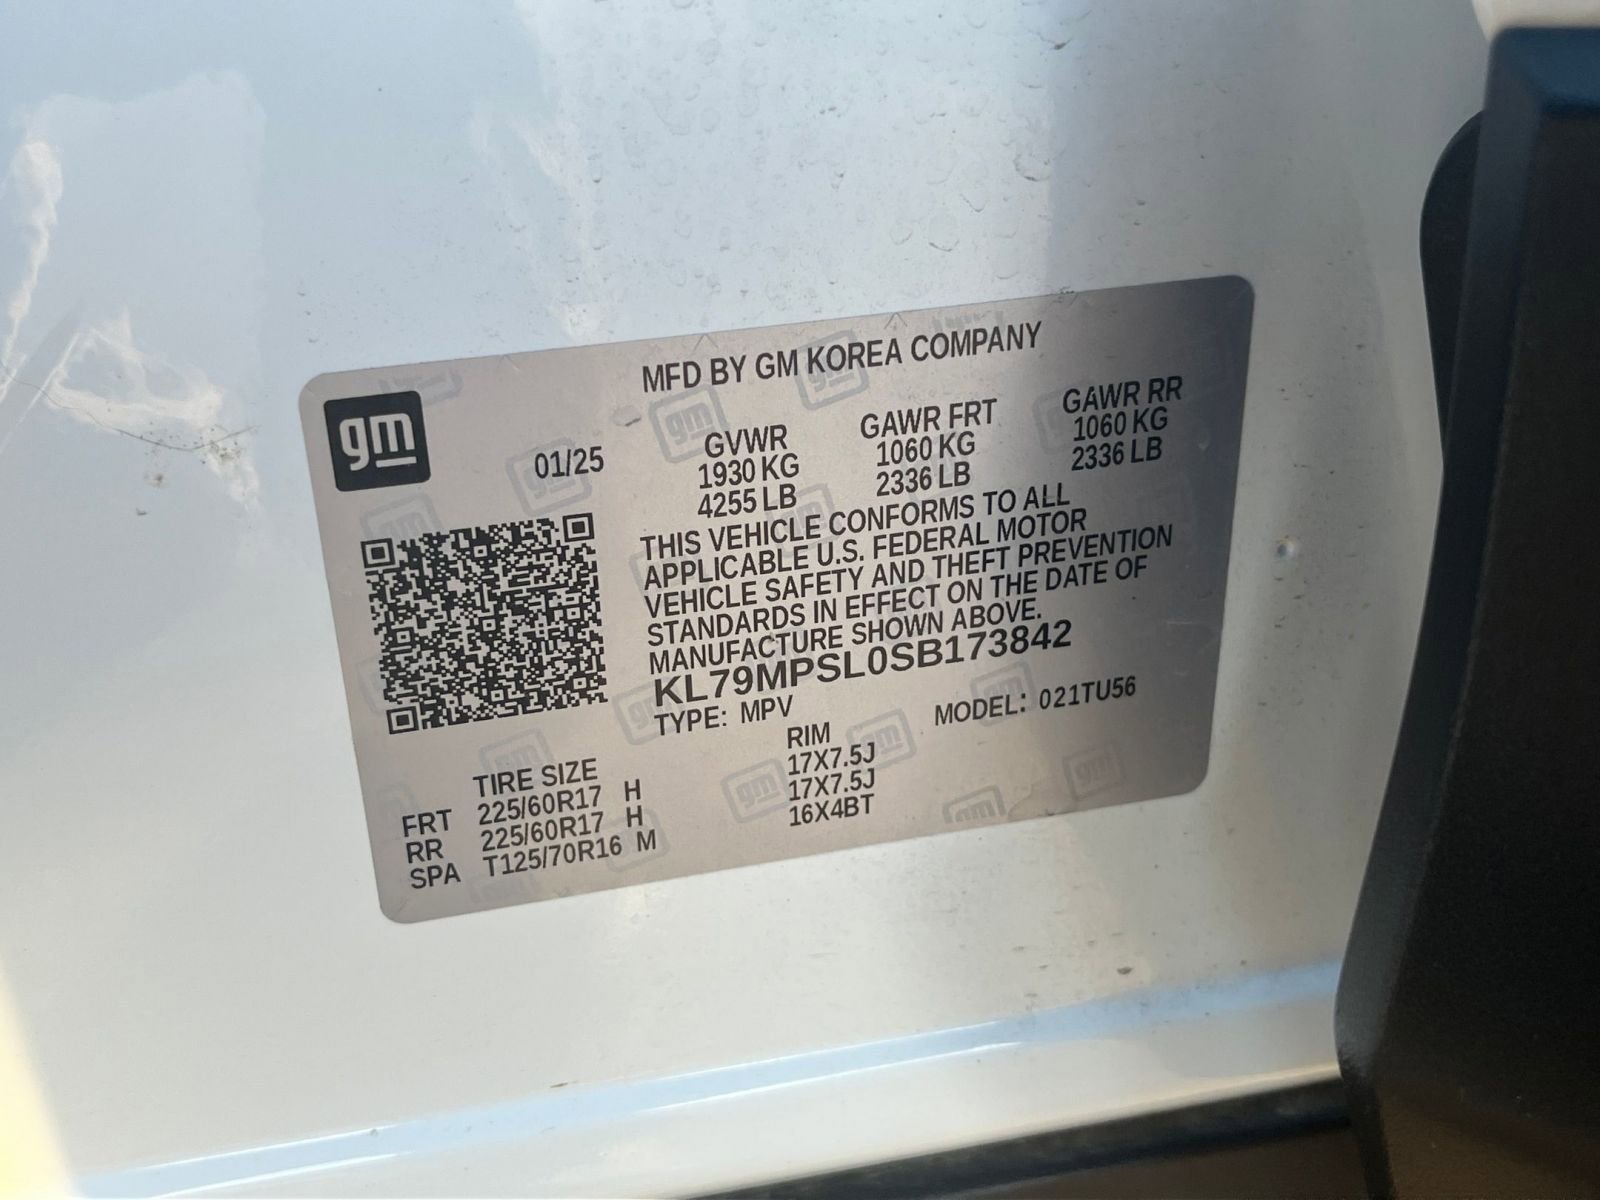 MFD BY GM KOREA COMPANY
gm
01/25
GVWR GAWR FRT GAWR RR
1930 KG 1060 KG 1060 KG
4255 LB 2336 LB 2336 LB
THIS VEHICLE CONFORMS TO ALL
APPLICABLE U.S. FEDERAL MOTOR
VEHICLE SAFETY AND THEFT PREVENTION
STANDARDS IN EFFECT ON THE DATE OF
MANUFACTURE SHOWN ABOVE.
KL79MPSL0SB173842
TYPE: MPV MODEL: 021TU56
TIRE SIZE RIM
FRT 225/60R17 H 17X7.5J
RR 225/60R17 H 17X7.5J
SPA T125/70R16 M 16X4BT